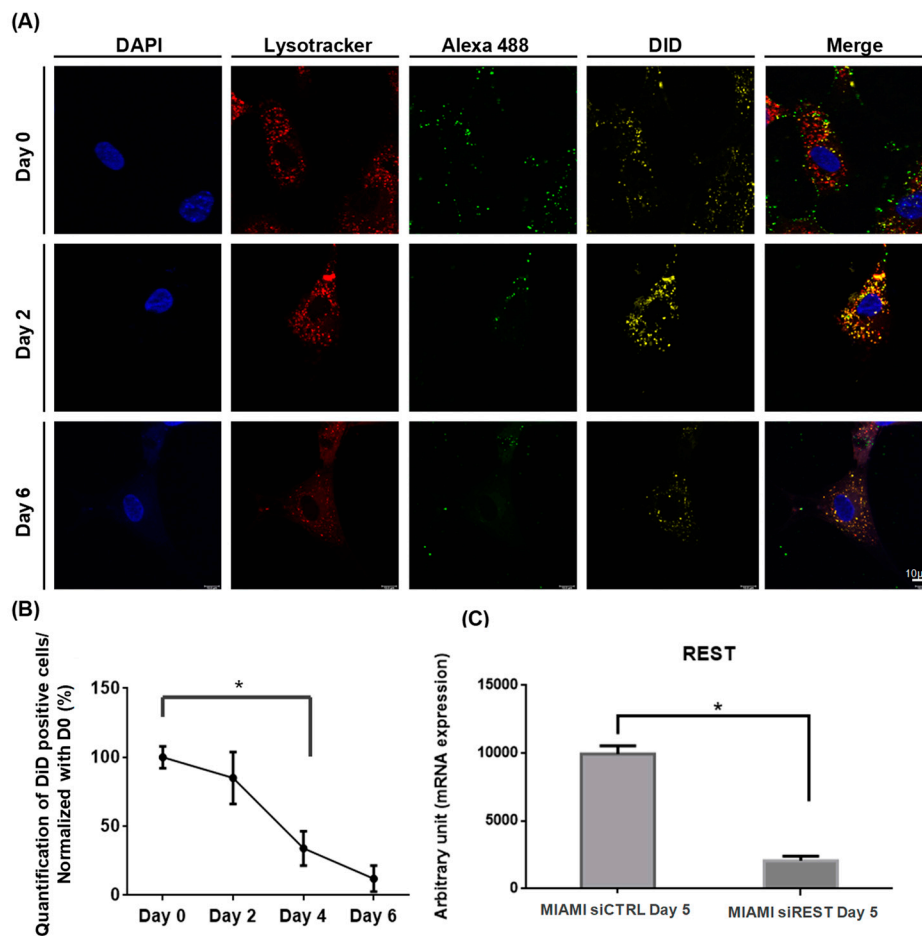 (A)
DAPI Lysotracker Alexa 488 DID Merge
Day 0
Day 2
Day 6
10µ
(B)
Quantification of DiD positive cells/
Normalized with D0 (%)
150
100
50
0
*
Day 0 Day 2 Day 4 Day 6
(C)
REST
Arbitrary unit (mRNA expression)
15000
10000
5000
0
*
MIAMI siCTRL Day 5 MIAMI siREST Day 5